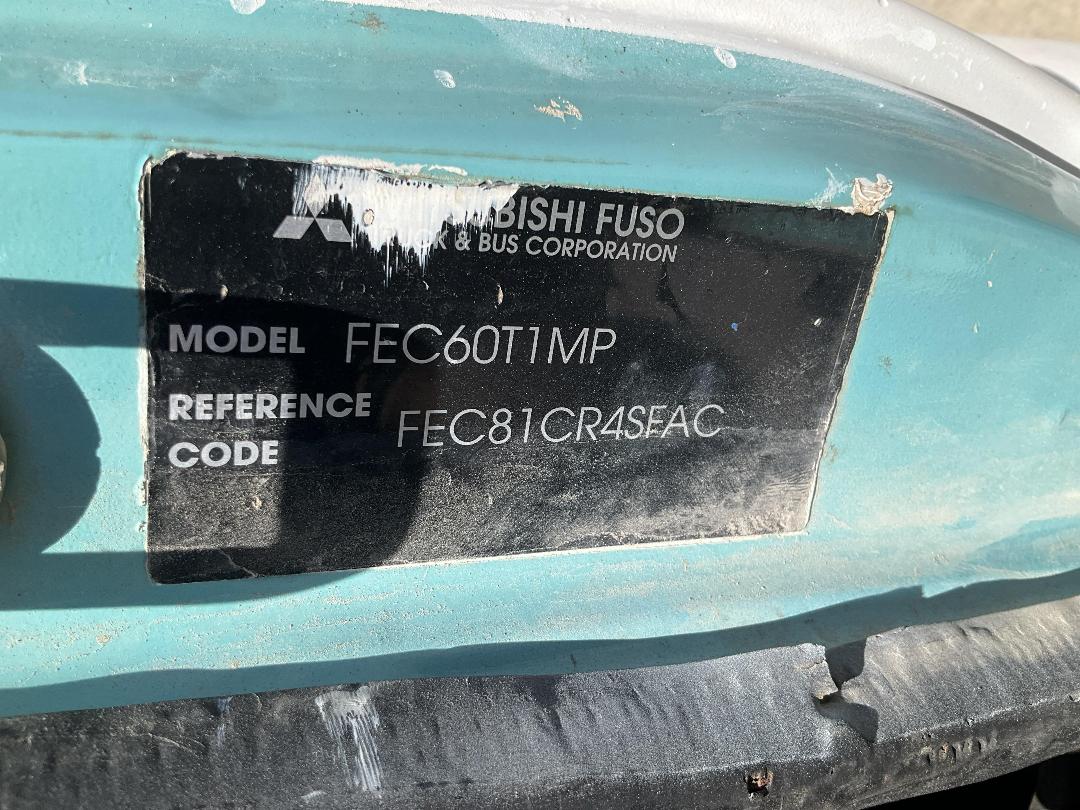 BISHI FUSO
K & BUS CORPORATION
MODEL FEC60T1MP
REFERENCE CODE FEC81CR4SFAC